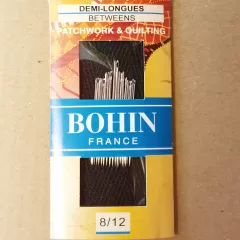 DEMI-LONGUES
BETWEENS
PATCHWORK & QUILTING
BOHIN
FRANCE
8/12